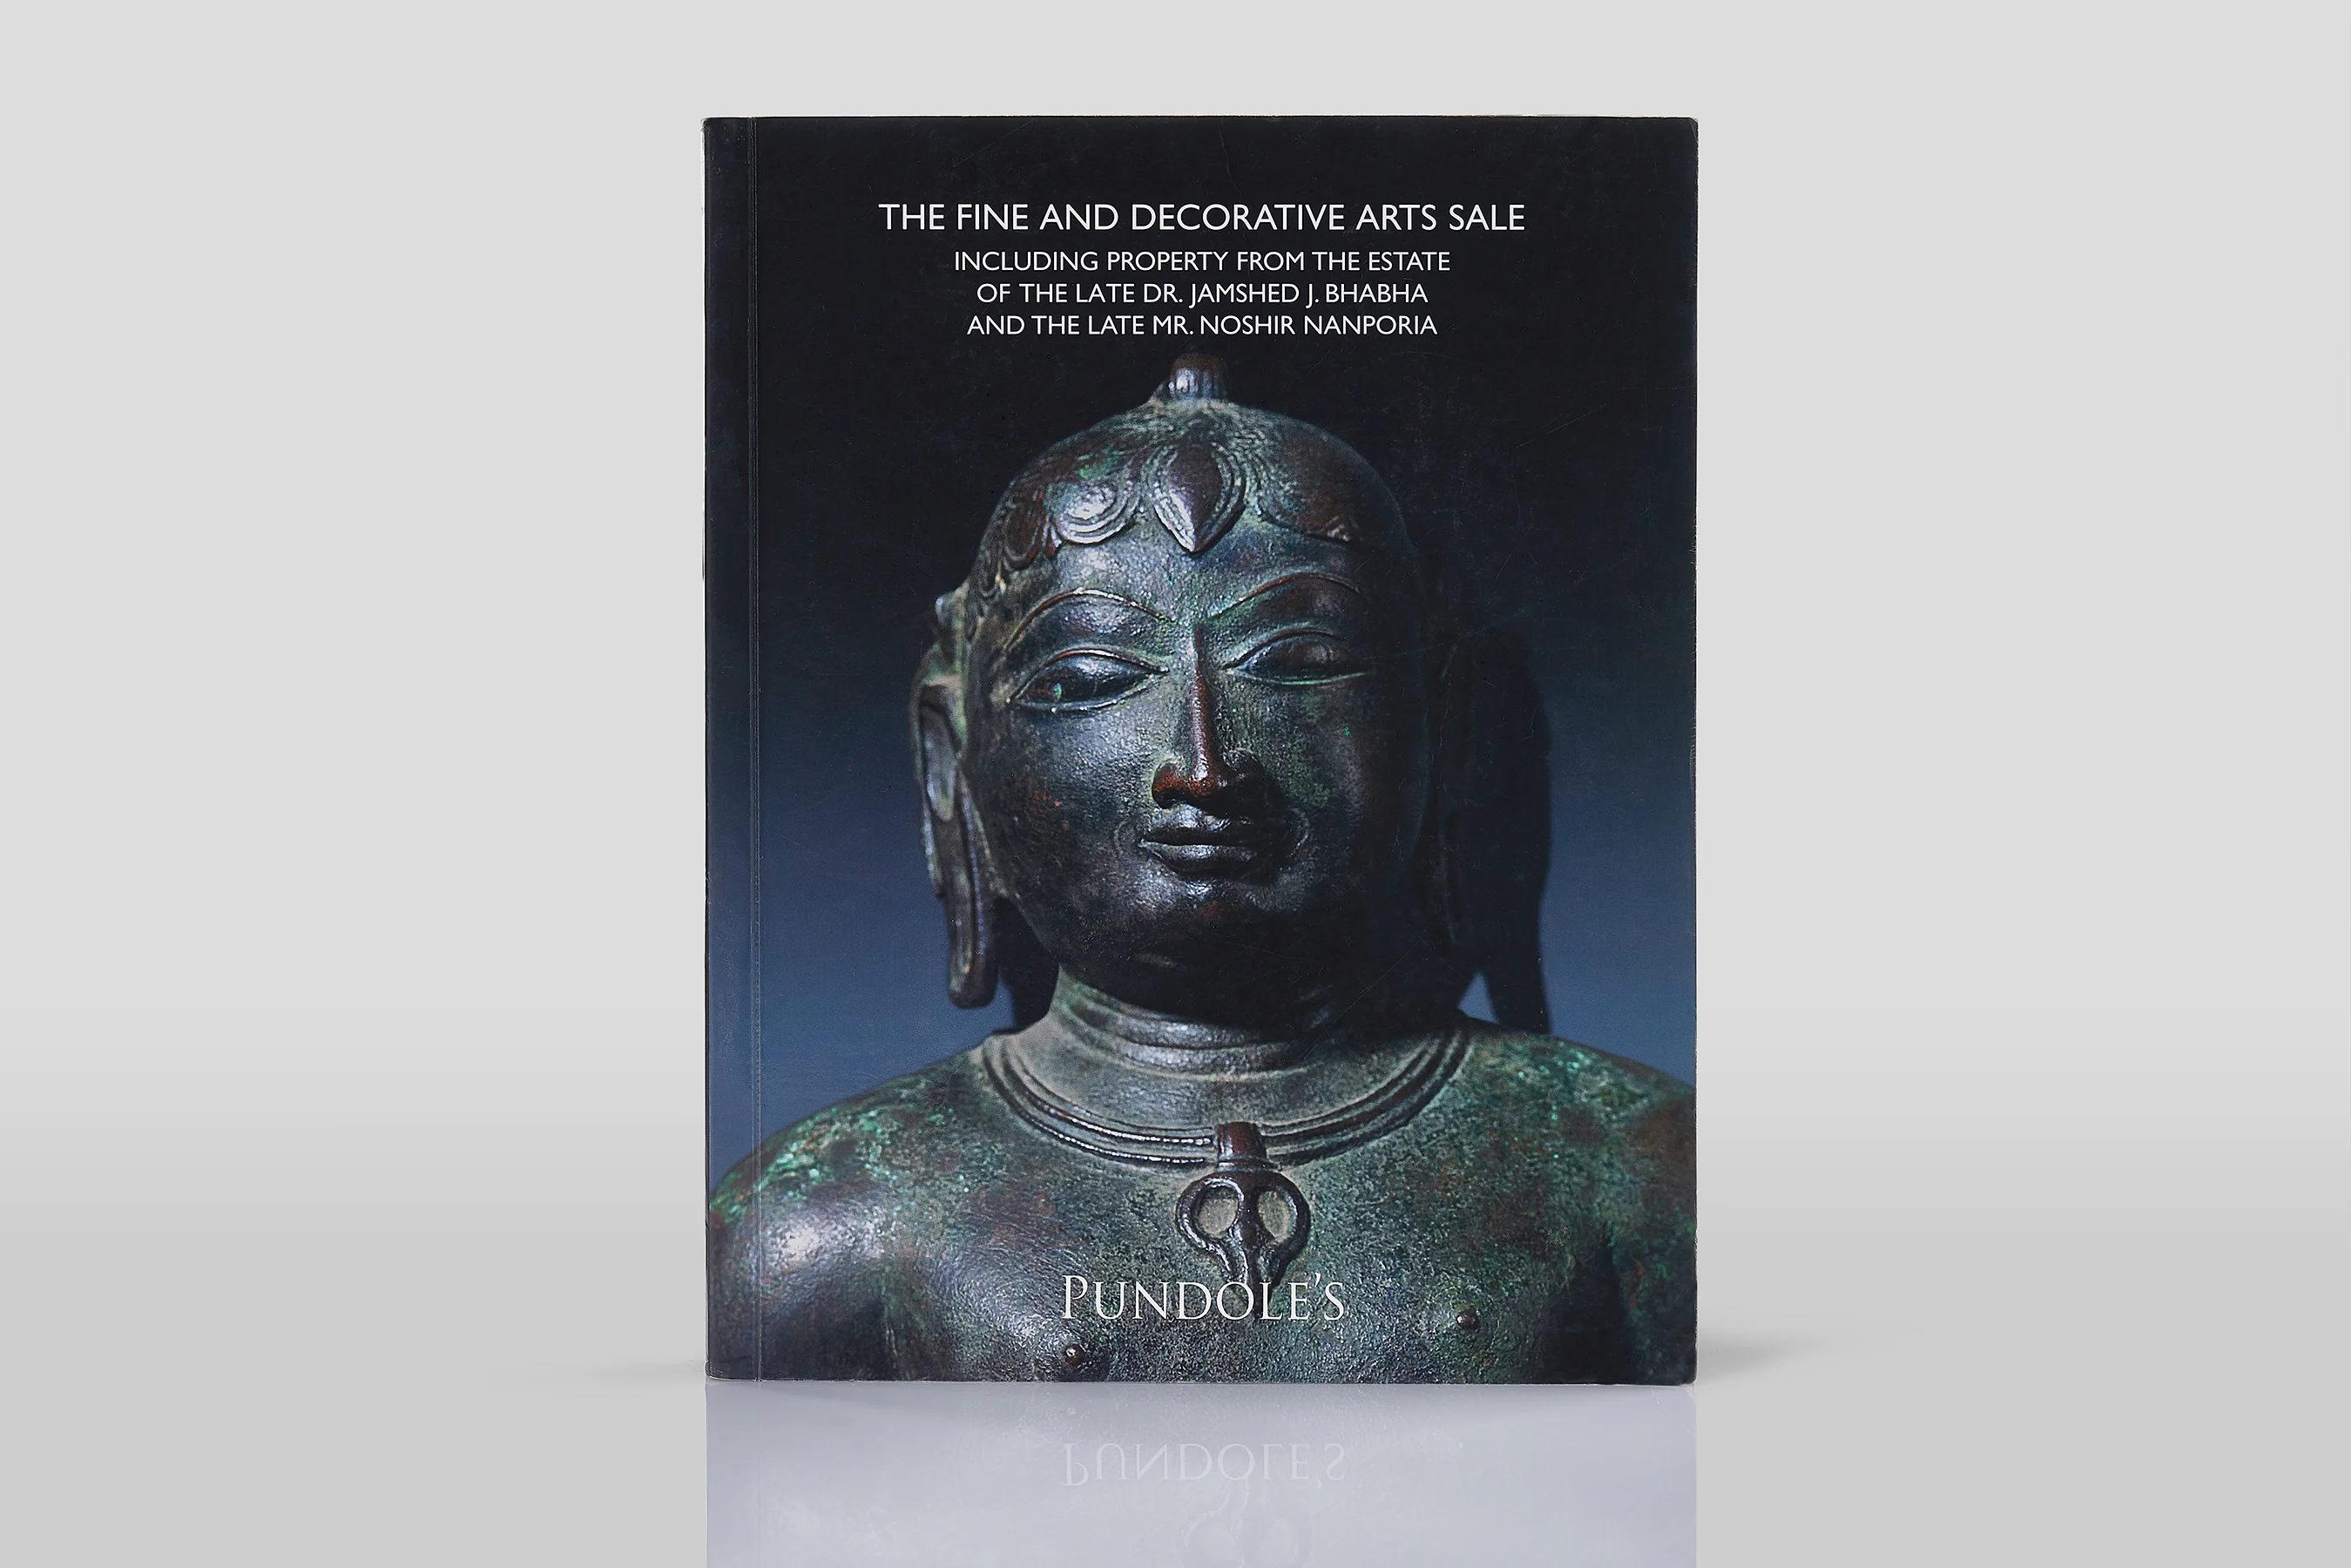 THE FINE AND DECORATIVE ARTS SALE
INCLUDING PROPERTY FROM THE ESTATE
OF THE LATE DR. JAMSHED J. BHABHA
AND THE LATE MR. NOSHIR NANPORIA
PUNDOLE'S